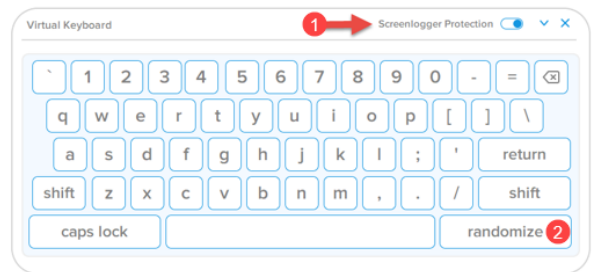 Virtual Keyboard 1 Screenlogger Protection
` 1 2 3 4 5 6 7 8 9 0 - =
q w e r t y u i o p [ ] \
a s d f g h j k l ; ' return
shift z x c v b n m , . / shift
caps lock randomize 2